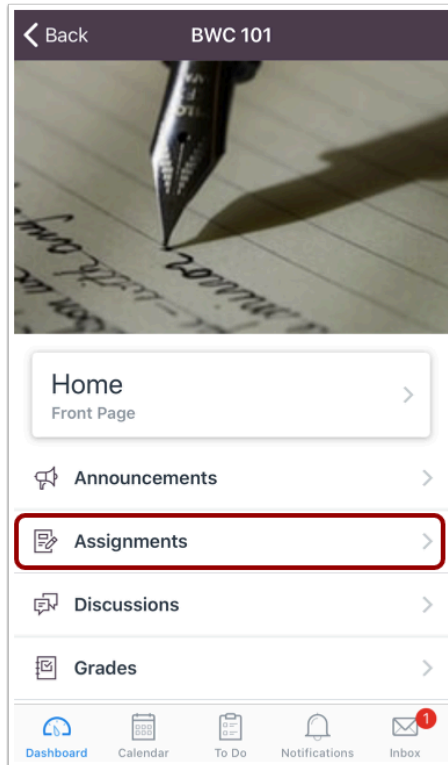 Back
BWC 101
Home
Front Page
Announcements
Assignments
Discussions
Grades
1
Dashboard
Calendar
To Do
Notifications
Inbox